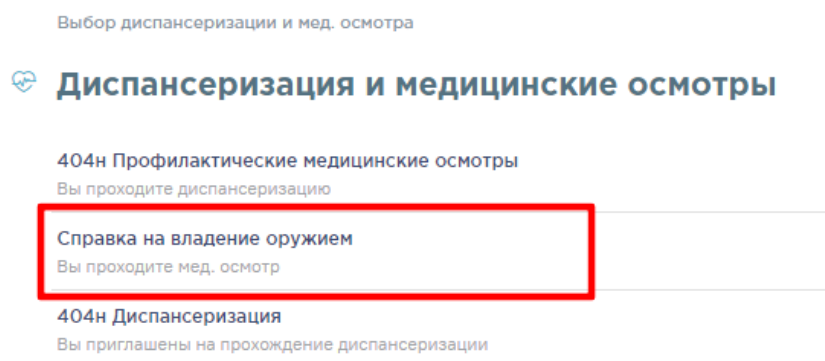 Выбор диспансеризации и мед. осмотра
Диспансеризация и медицинские осмотры
404н Профилактические медицинские осмотры
Вы проходите диспансеризацию
Справка на владение оружием
Вы проходите мед. осмотр
404н Диспансеризация
Вы приглашены на прохождение диспансеризации